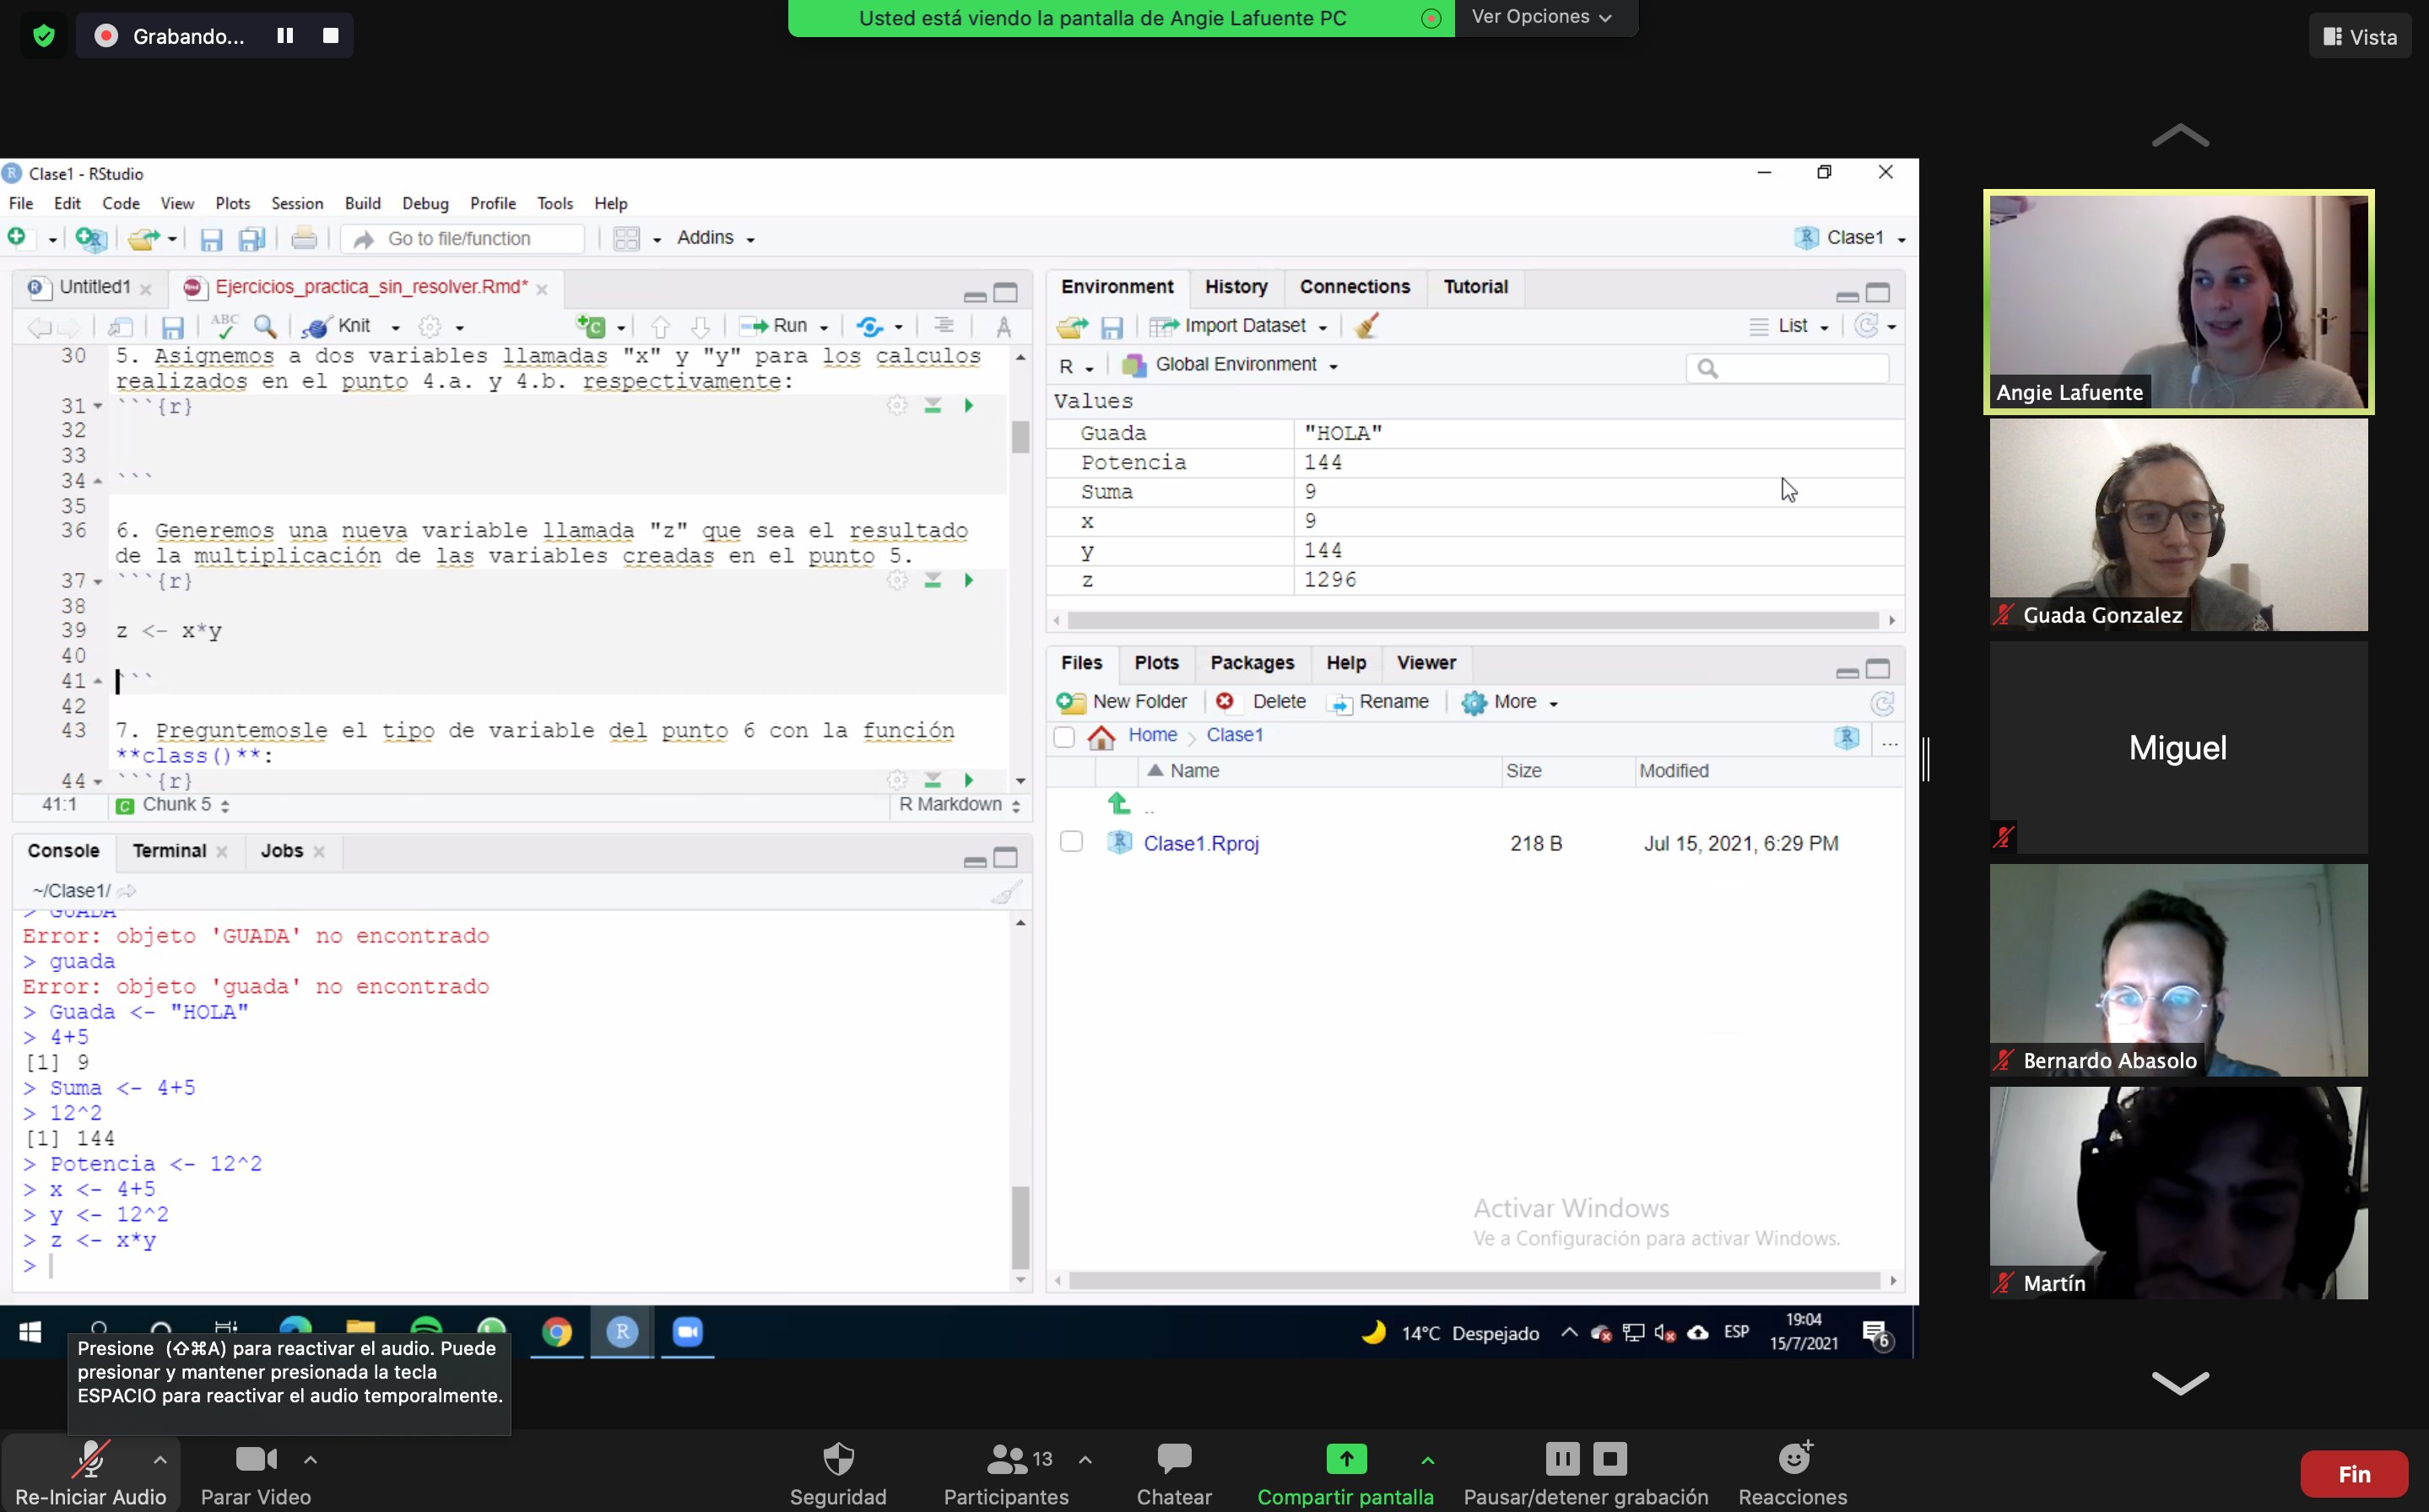 Grabando...
Usted está viendo la pantalla de Angie Lafuente PC
Ver Opciones
Vista
Clase1 - RStudio
File Edit Code View Plots Session Build Debug Profile Tools Help
Go to file/function
Addins
Clase1
Untitled1
Ejercicios_practica_sin_resolver.Rmd*
ABC
Knit
Run
30 5. Asignemos a dos variables llamadas "x" y "y" para los calculos
realizados en el punto 4.a. y 4.b. respectivamente:
31 ```{r}
32
33
34 ```
35
36 6. Generemos una nueva variable llamada "z" que sea el resultado
de la multiplicación de las variables creadas en el punto 5.
37 ```{r}
38
39 z <- x*y
40
41 ```
42
43 7. Preguntemosle el tipo de variable del punto 6 con la función
**class()**:
44 ```{r}
41:1 Chunk 5 R Markdown
Console Terminal Jobs
~/Clase1/
> GUADA
Error: objeto 'GUADA' no encontrado
> guada
Error: objeto 'guada' no encontrado
> Guada <- "HOLA"
> 4+5
[1] 9
> Suma <- 4+5
> 12^2
[1] 144
> Potencia <- 12^2
> x <- 4+5
> y <- 12^2
> z <- x*y
>
Environment History Connections Tutorial
Import Dataset
List
R Global Environment
Values
Guada "HOLA"
Potencia 144
Suma 9
x 9
y 144
z 1296
Files Plots Packages Help Viewer
New Folder Delete Rename More
Home Clase1
...
Name Size Modified
..
Clase1.Rproj 218 B Jul 15, 2021, 6:29 PM
Activar Windows
Ve a Configuración para activar Windows.
Angie Lafuente
Guada Gonzalez
Miguel
Bernardo Abasolo
Martín
14°C Despejado
ESP
19:04
15/7/2021
6
Presione (⇧⌘A) para reactivar el audio. Puede
presionar y mantener presionada la tecla
ESPACIO para reactivar el audio temporalmente.
Re-Iniciar Audio
Parar Video
Seguridad
13
Participantes
Chatear
Compartir pantalla
Pausar/detener grabación
Reacciones
Fin